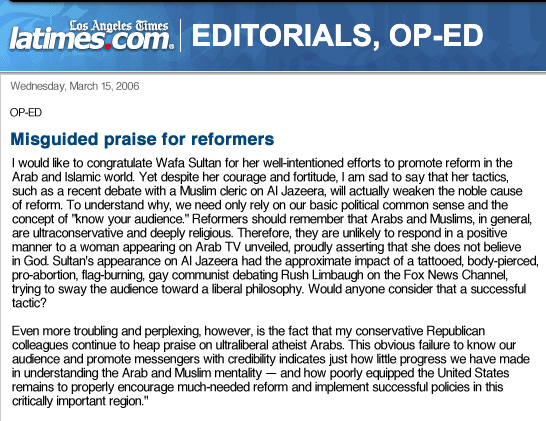 Los Angeles Times
latimes.com® EDITORIALS, OP-ED
Wednesday, March 15, 2006
OP-ED
Misguided praise for reformers
I would like to congratulate Wafa Sultan for her well-intentioned efforts to promote reform in the
Arab and Islamic world. Yet despite her courage and fortitude, I am sad to say that her tactics,
such as a recent debate with a Muslim cleric on Al Jazeera, will actually weaken the noble cause
of reform. To understand why, we need only rely on our basic political common sense and the
concept of "know your audience." Reformers should remember that Arabs and Muslims, in general,
are ultraconservative and deeply religious. Therefore, they are unlikely to respond in a positive
manner to a woman appearing on Arab TV unveiled, proudly asserting that she does not believe
in God. Sultan's appearance on Al Jazeera had the approximate impact of a tattooed, body-pierced,
pro-abortion, flag-burning, gay communist debating Rush Limbaugh on the Fox News Channel,
trying to sway the audience toward a liberal philosophy. Would anyone consider that a successful
tactic?
Even more troubling and perplexing, however, is the fact that my conservative Republican
colleagues continue to heap praise on ultraliberal atheist Arabs. This obvious failure to know our
audience and promote messengers with credibility indicates just how little progress we have made
in understanding the Arab and Muslim mentality — and how poorly equipped the United States
remains to properly encourage much-needed reform and implement successful policies in this
critically important region."